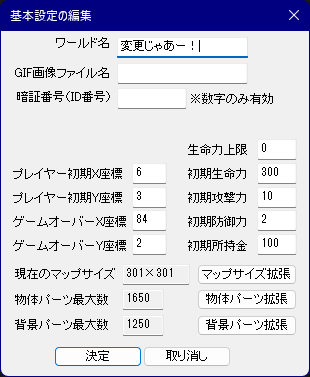 基本設定の編集
ワールド名 変更じゃあー！
GIF画像ファイル名
暗証番号(ID番号) ※数字のみ有効
生命力上限 0
プレイヤー初期X座標 6 初期生命力 300
プレイヤー初期Y座標 3 初期攻撃力 10
ゲームオーバーX座標 84 初期防御力 2
ゲームオーバーY座標 2 初期所持金 100
現在のマップサイズ 301×301 マップサイズ拡張
物体パーツ最大数 1650 物体パーツ拡張
背景パーツ最大数 1250 背景パーツ拡張
決定 取り消し